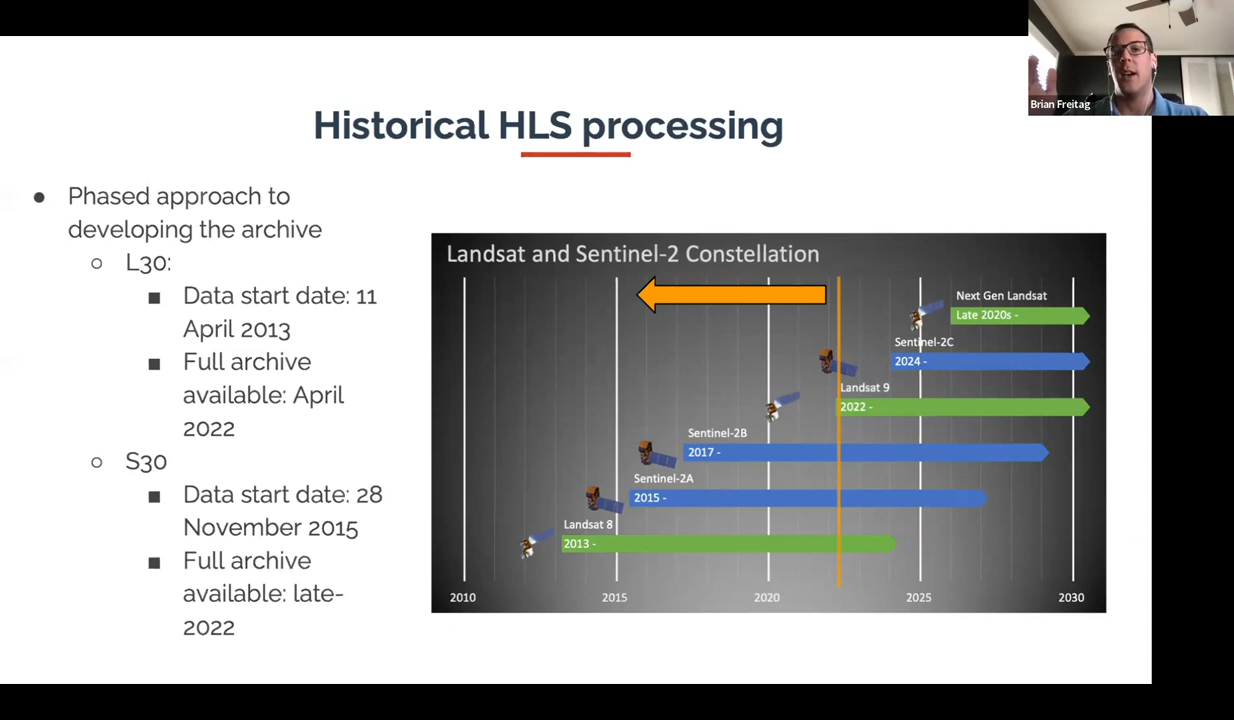 Brian Freitag
Historical HLS processing
● Phased approach to
developing the archive
○ L30:
■ Data start date: 11
April 2013
■ Full archive
available: April
2022
○ S30
■ Data start date: 28
November 2015
■ Full archive
available: late-
2022
Landsat and Sentinel-2 Constellation
Next Gen Landsat
Late 2020s -
Sentinel-2C
2024 -
Landsat 9
2022 -
Sentinel-2B
2017 -
Sentinel-2A
2015 -
Landsat 8
2013 -
2010 2015 2020 2025 2030